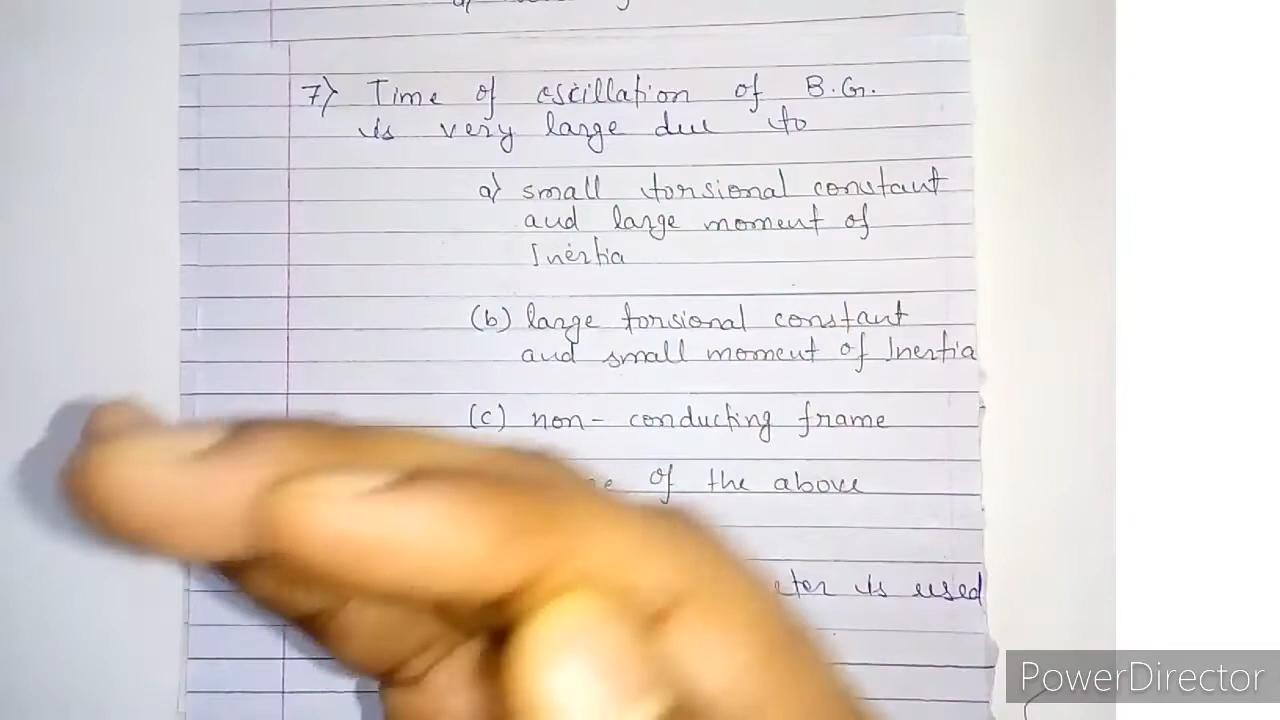 7) Time of oscillation of B.G.
is very large due to
a) small torsional constant
and large moment of
Inertia
(b) large torsional constant
and small moment of Inertia
(c) non- conducting frame
of the above
is used
PowerDirector